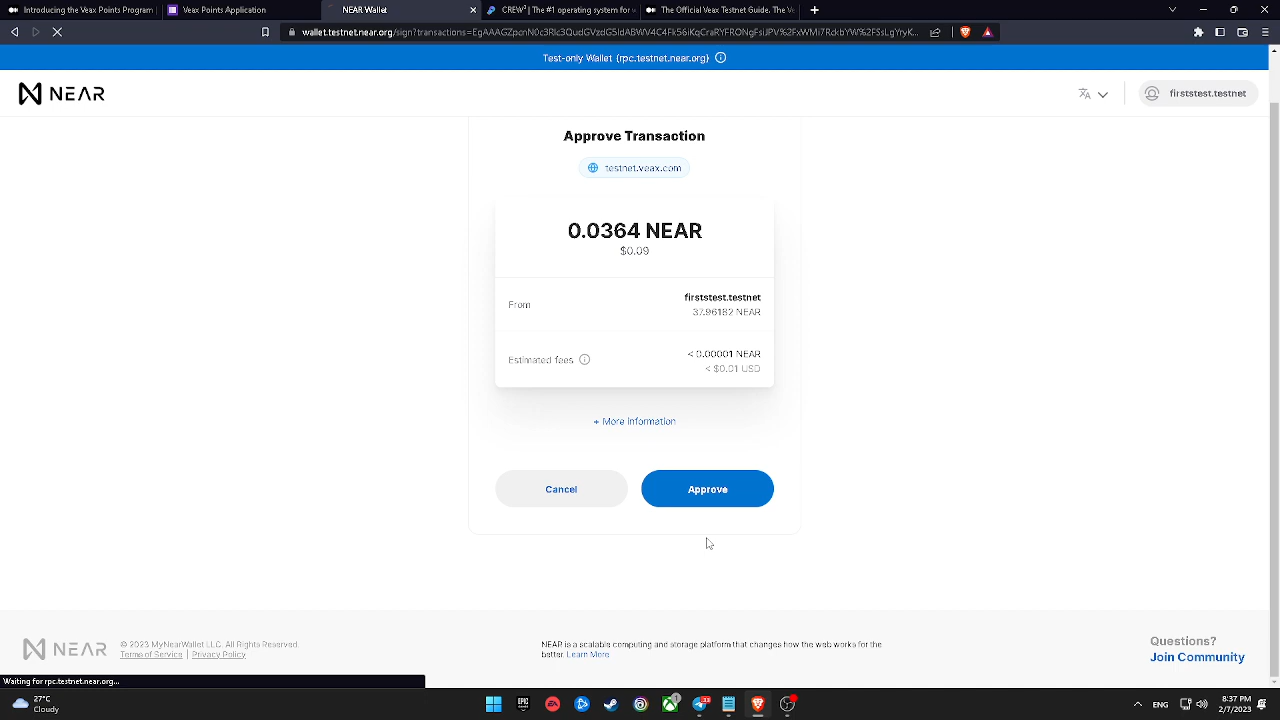 Introducing the Veax Points Program
Veax Points Application
NEAR Wallet
CREW³ | The #1 operating system for w
The Official Veax Testnet Guide. The Ve
Test-only Wallet (rpc.testnet.near.org)
NEAR
firststest.testnet
Approve Transaction
testnet.veax.com
0.0364 NEAR
$0.09
From
firststest.testnet
37.96182 NEAR
Estimated fees
< 0.00001 NEAR
< $0.01 USD
+ More information
Cancel
Approve
NEAR
© 2023 MyNearWallet LLC. All Rights Reserved.
Terms of Service | Privacy Policy
NEAR is a scalable computing and storage platform that changes how the web works for the
better. Learn More
Questions?
Join Community
Waiting for rpc.testnet.near.org...
27°C
Cloudy
ENG
8:37 PM
2/7/2023